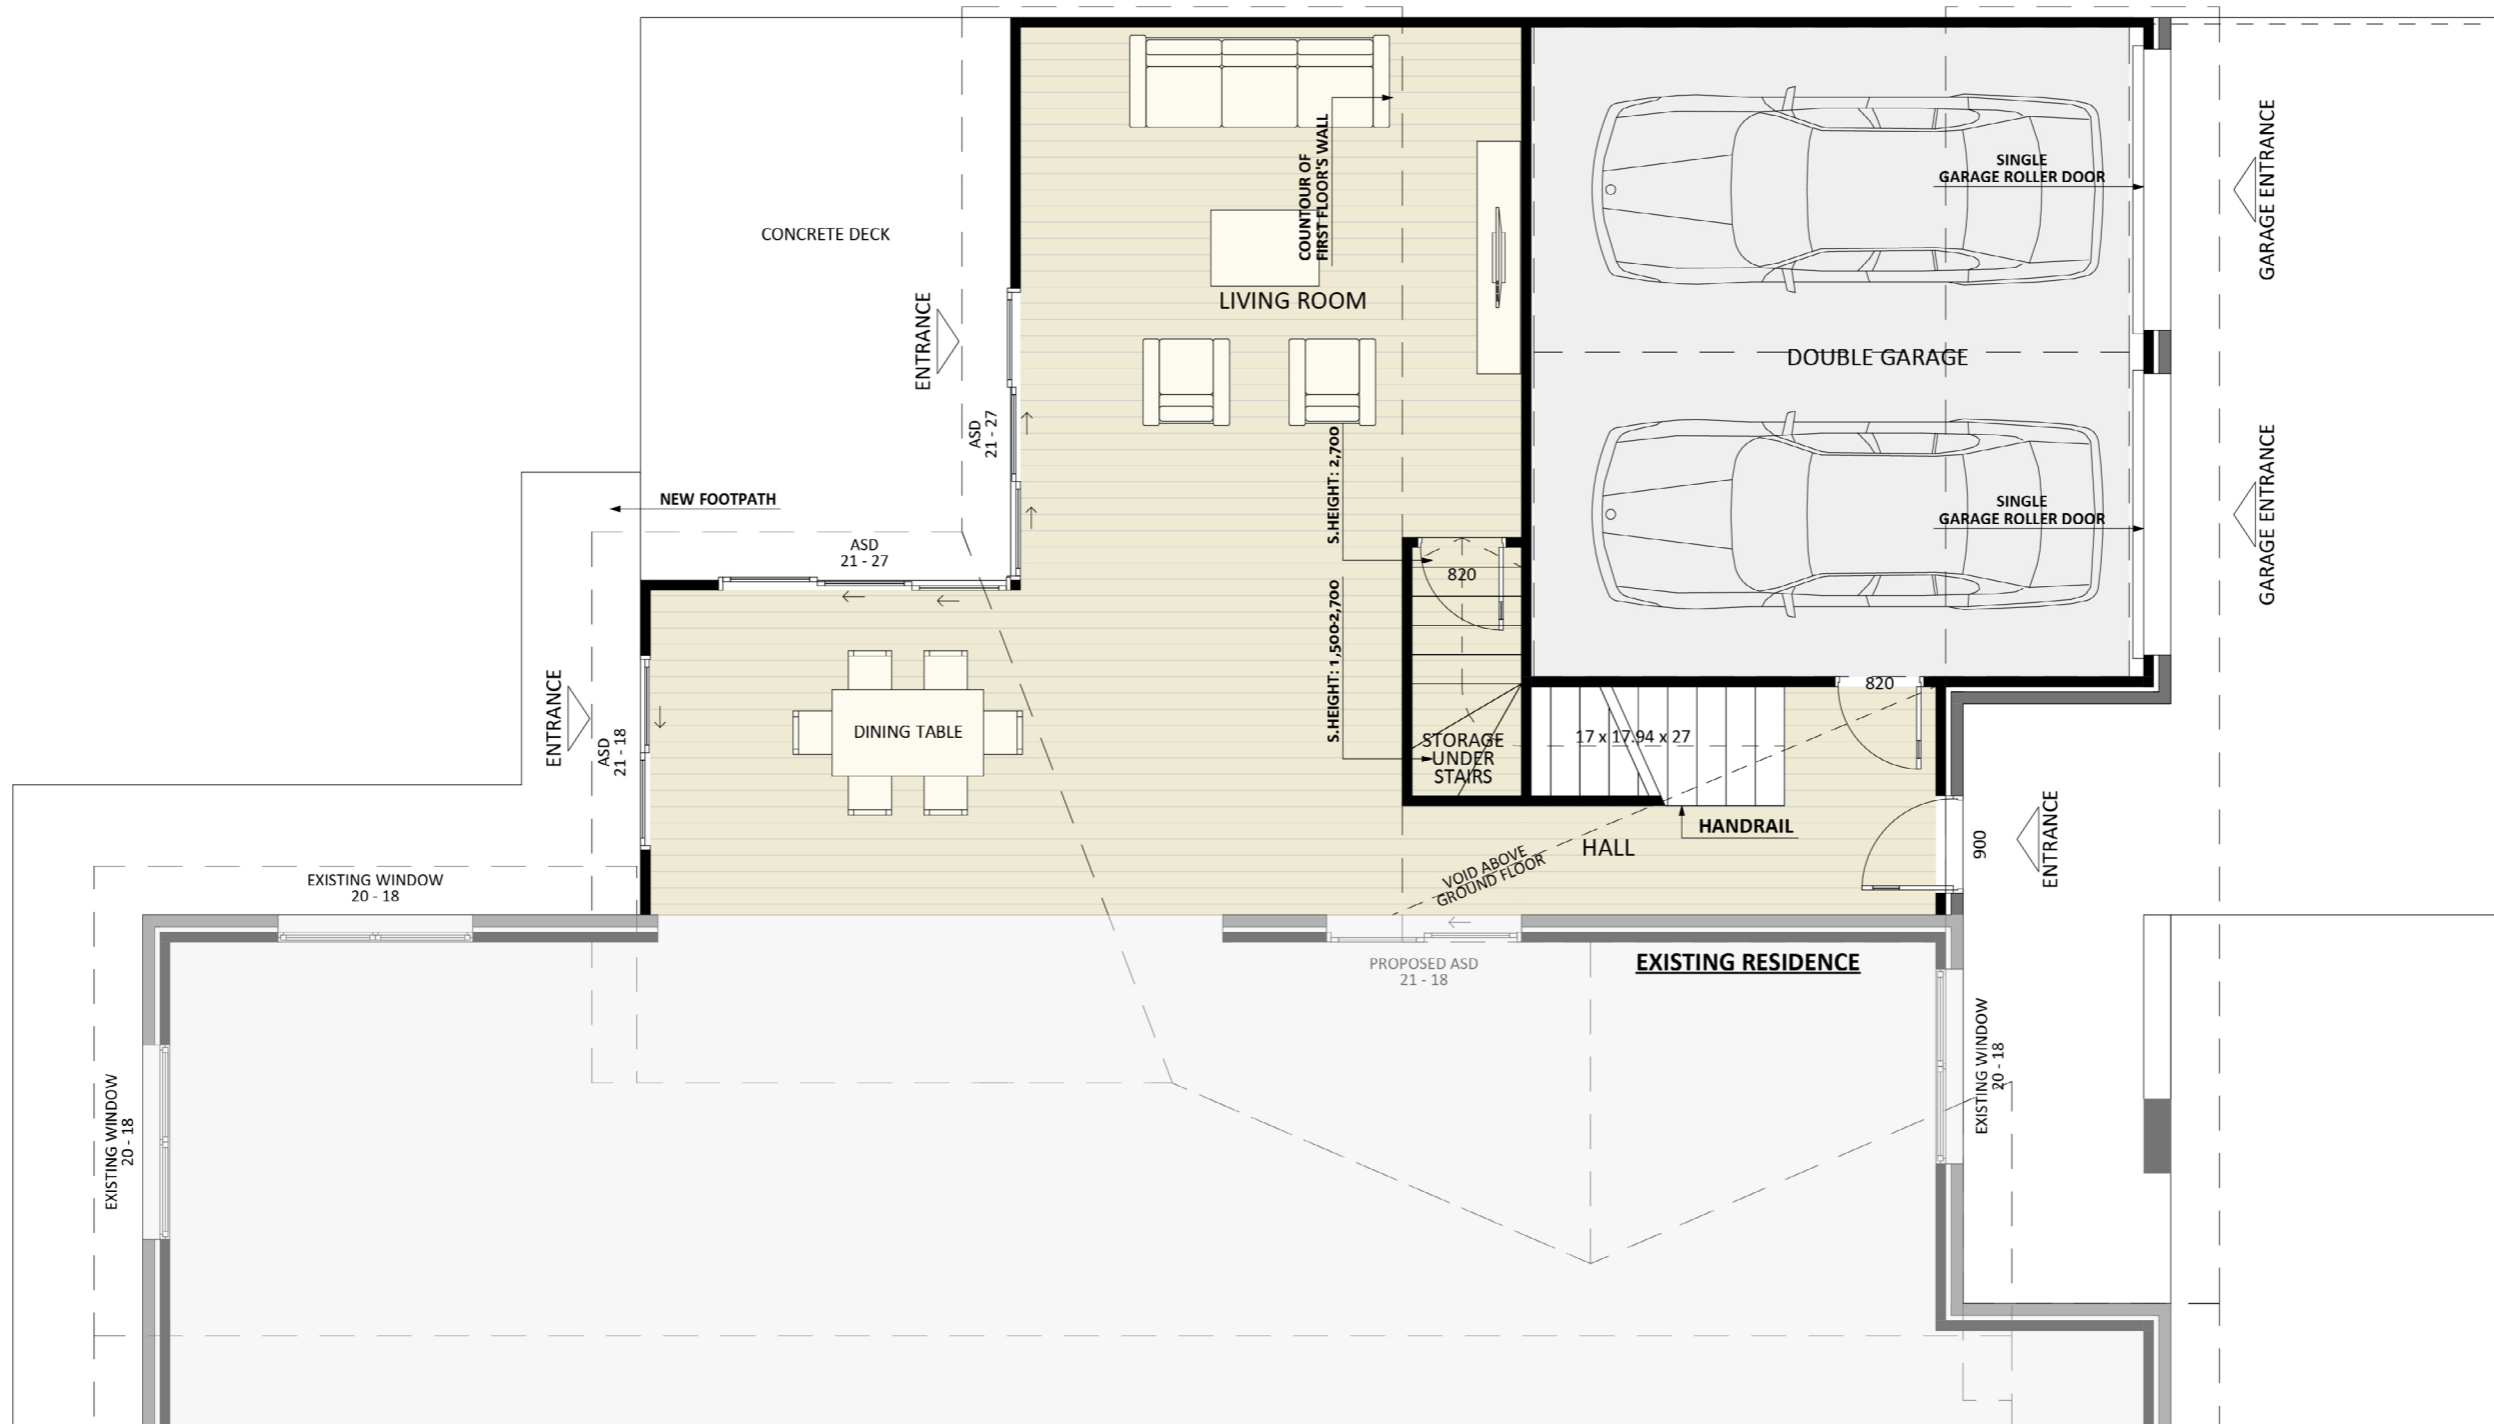 CONCRETE DECK
COUNTOUR OF
FIRST FLOOR'S WALL
LIVING ROOM
SINGLE
GARAGE ROLLER DOOR
GARAGE ENTRANCE
ENTRANCE
DOUBLE GARAGE
ASD
21 - 27
NEW FOOTPATH
S.HEIGHT: 2,700
SINGLE
GARAGE ROLLER DOOR
GARAGE ENTRANCE
ASD
21 - 27
820
S.HEIGHT: 1,500-2,700
ENTRANCE
ASD
21 - 18
DINING TABLE
STORAGE
UNDER
STAIRS
17 x 17.94 x 27
820
HANDRAIL
HALL
VOID ABOVE
GROUND FLOOR
900
ENTRANCE
EXISTING WINDOW
20 - 18
PROPOSED ASD
21 - 18
EXISTING RESIDENCE
EXISTING WINDOW
20 - 18
EXISTING WINDOW
20 - 18